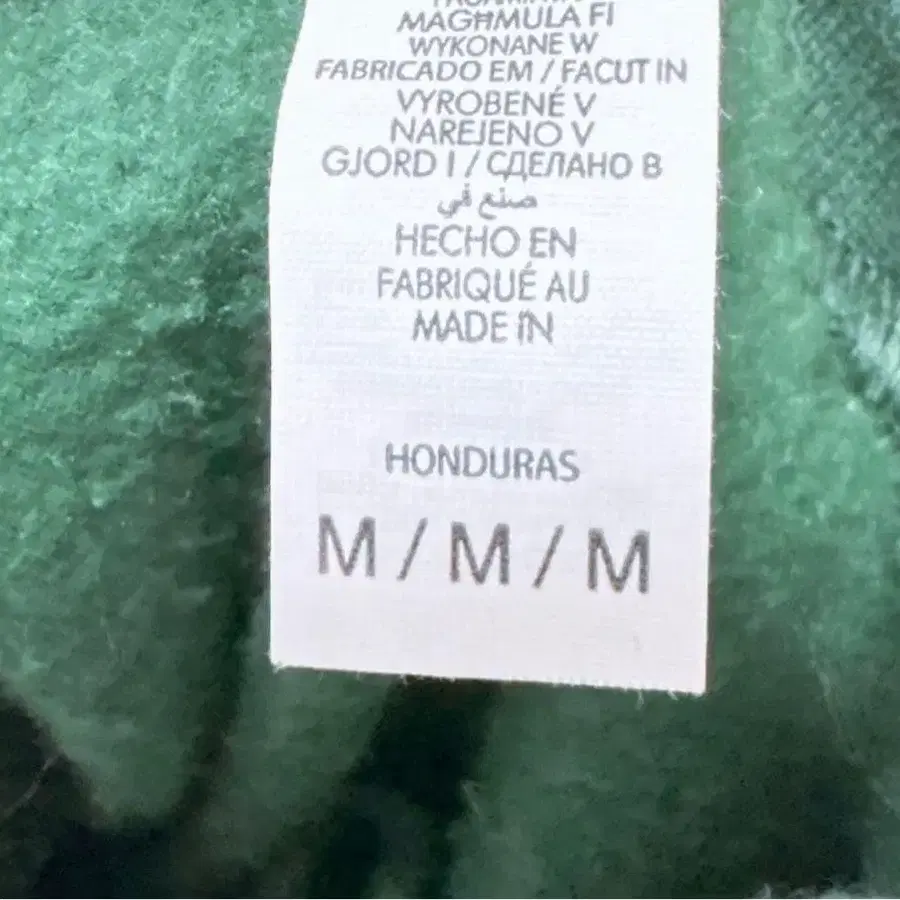 MAGĦMULA FI
WYKONANE W
FABRICADO EM / FACUT IN
VYROBENÉ V
NAREJENO V
GJORD I / СДЕЛАНО В
صنع في
HECHO EN
FABRIQUÉ AU
MADE IN
HONDURAS
M / M / M